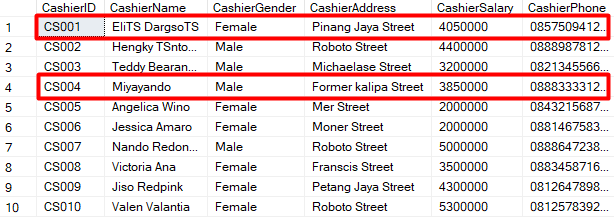 CashierID CashierName CashierGender CashierAddress CashierSalary CashierPhone
1 CS001 EliTS DargsoTS Female Pinang Jaya Street 4050000 0857509412...
2 CS002 Hengky TSnto... Male Roboto Street 4400000 0888987812...
3 CS003 Teddy Bearan... Male Michaelase Street 3200000 0821345566...
4 CS004 Miyayando Male Former kalipa Street 3850000 0888333312...
5 CS005 Angelica Wino Female Mer Street 2000000 0843215687...
6 CS006 Jessica Amaro Female Moner Street 2000000 0881467583...
7 CS007 Nando Redon... Male Roboto Street 5000000 0888647238...
8 CS008 Victoria Ana Female Franscis Street 3500000 0883458716...
9 CS009 Jiso Redpink Female Petang Jaya Street 4300000 0812647898...
10 CS010 Valen Valantia Female Roboto Street 5300000 0812578392...